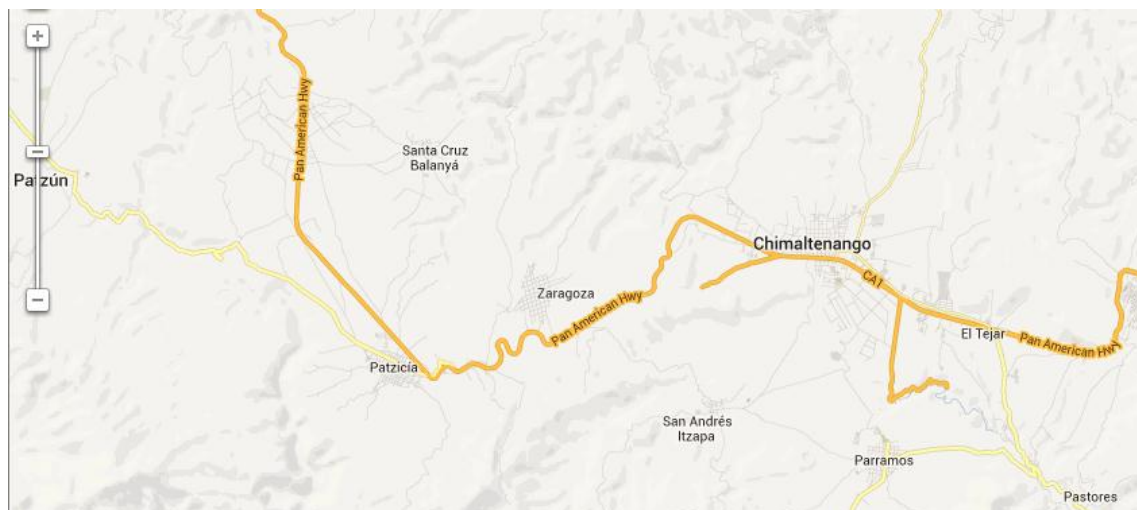 Pan American Hwy
Santa Cruz
Balanyá
Patzún
Chimaltenango
CA1
Zaragoza
Pan American Hwy
El Tejar
Pan American Hwy
Patzicía
San Andrés
Itzapa
Parramos
Pastores